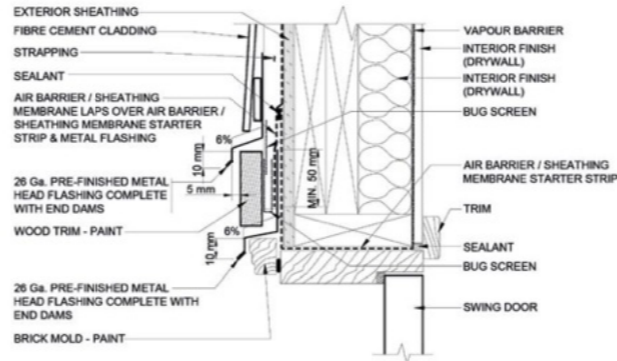 EXTERIOR SHEATHING
FIBRE CEMENT CLADDING
STRAPPING
SEALANT
AIR BARRIER / SHEATHING
MEMBRANE LAPS OVER AIR BARRIER /
SHEATHING MEMBRANE STARTER
STRIP & METAL FLASHING
6%
10 mm
26 Ga. PRE-FINISHED METAL
HEAD FLASHING COMPLETE
WITH END DAMS
5 mm
WOOD TRIM - PAINT
6%
10 mm
26 Ga. PRE-FINISHED METAL
HEAD FLASHING COMPLETE WITH
END DAMS
BRICK MOLD - PAINT
MIN. 50 mm
VAPOUR BARRIER
INTERIOR FINISH
(DRYWALL)
INTERIOR FINISH
(DRYWALL)
BUG SCREEN
AIR BARRIER / SHEATHING
MEMBRANE STARTER STRIP
TRIM
SEALANT
BUG SCREEN
SWING DOOR